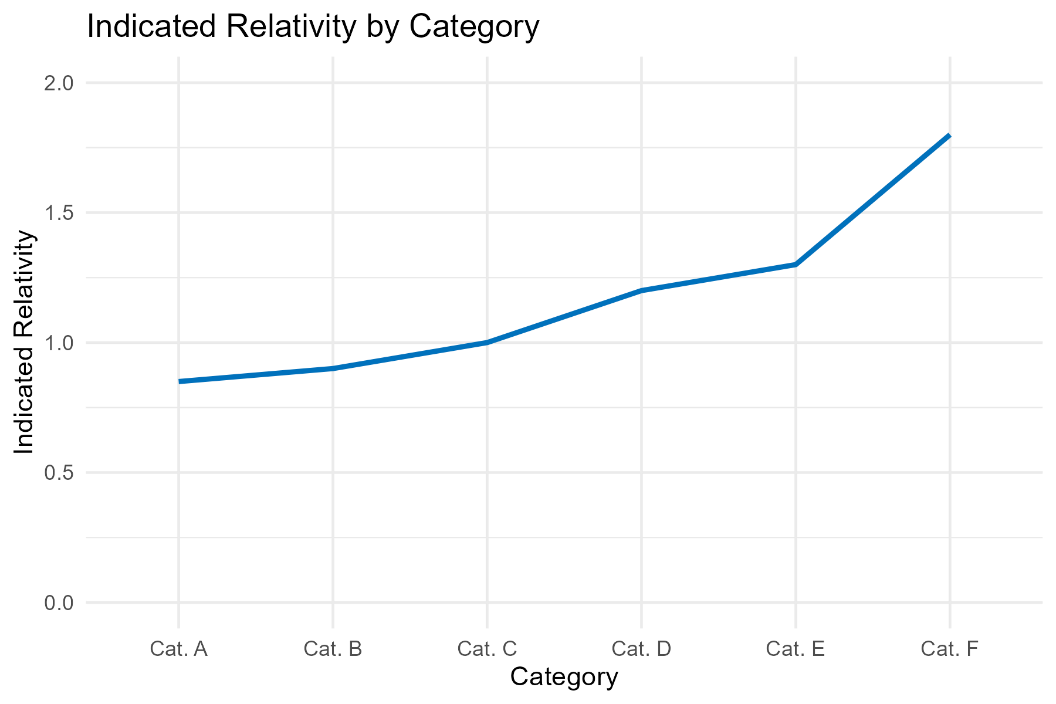 Indicated Relativity by Category
Indicated Relativity
2.0
1.5
1.0
0.5
0.0
Cat. A Cat. B Cat. C Cat. D Cat. E Cat. F
Category